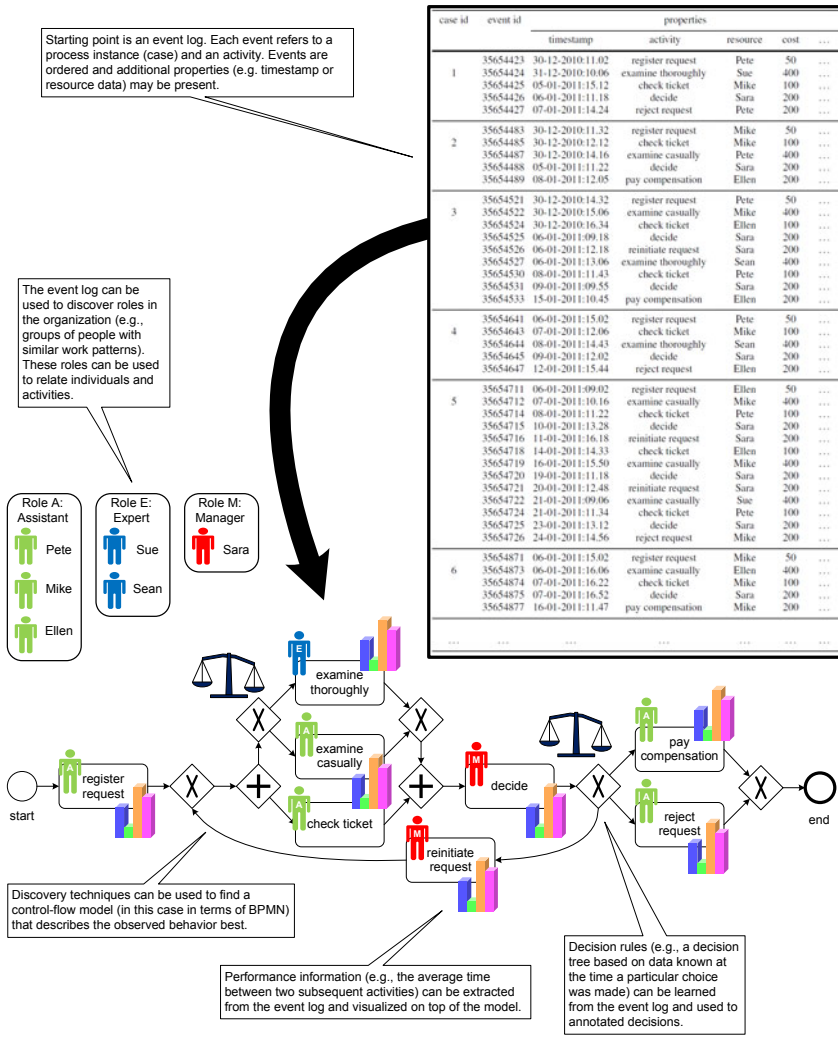 Starting point is an event log. Each event refers to a
process instance (case) and an activity. Events are
ordered and additional properties (e.g. timestamp or
resource data) may be present.
case id event id properties
timestamp activity resource cost …
35654423 30-12-2010:11.02 register request Pete 50 …
1 35654424 31-12-2010:10.06 examine thoroughly Sue 400 …
35654425 05-01-2011:15.12 check ticket Mike 100 …
35654426 06-01-2011:11.18 decide Sara 200 …
35654427 07-01-2011:14.24 reject request Pete 200 …
35654483 30-12-2010:11.32 register request Mike 50 …
2 35654485 30-12-2010:12.12 check ticket Mike 100 …
35654487 30-12-2010:14.16 examine casually Pete 400 …
35654488 05-01-2011:11.22 decide Sara 200 …
35654489 08-01-2011:12.05 pay compensation Ellen 200 …
35654521 30-12-2010:14.32 register request Pete 50 …
3 35654522 30-12-2010:15.06 examine casually Mike 400 …
35654524 30-12-2010:16.34 check ticket Ellen 100 …
35654525 06-01-2011:09.18 decide Sara 200 …
35654526 06-01-2011:12.18 reinitiate request Sara 200 …
35654527 06-01-2011:13.06 examine thoroughly Sean 400 …
35654530 08-01-2011:11.43 check ticket Pete 100 …
35654531 09-01-2011:09.55 decide Sara 200 …
35654533 15-01-2011:10.45 pay compensation Ellen 200 …
35654641 06-01-2011:15.02 register request Pete 50 …
4 35654643 07-01-2011:12.06 check ticket Mike 100 …
35654644 08-01-2011:14.43 examine thoroughly Sean 400 …
35654645 09-01-2011:12.02 decide Sara 200 …
35654647 12-01-2011:15.44 reject request Ellen 200 …
35654711 06-01-2011:09.02 register request Ellen 50 …
5 35654712 07-01-2011:10.16 examine casually Mike 400 …
35654714 08-01-2011:11.22 check ticket Pete 100 …
35654715 10-01-2011:13.28 decide Sara 200 …
35654716 11-01-2011:16.18 reinitiate request Sara 200 …
35654718 14-01-2011:14.33 check ticket Ellen 100 …
35654719 16-01-2011:15.50 examine casually Mike 400 …
35654720 19-01-2011:11.18 decide Sara 200 …
35654721 20-01-2011:12.48 reinitiate request Sara 200 …
35654722 21-01-2011:09.06 examine casually Sue 400 …
35654724 21-01-2011:11.34 check ticket Pete 100 …
35654725 23-01-2011:13.12 decide Sara 200 …
35654726 24-01-2011:14.56 reject request Mike 200 …
35654871 06-01-2011:15.02 register request Mike 50 …
6 35654873 06-01-2011:16.06 examine casually Ellen 400 …
35654874 07-01-2011:16.22 check ticket Mike 100 …
35654875 07-01-2011:16.52 decide Sara 200 …
35654877 16-01-2011:11.47 pay compensation Mike 200 …
… … … … … … …
The event log can be
used to discover roles in
the organization (e.g.,
groups of people with
similar work patterns).
These roles can be used
to relate individuals and
activities.
Role A:
Assistant
Pete
Mike
Ellen
Role E:
Expert
Sue
Sean
Role M:
Manager
Sara
start
A
register
request
E
examine
thoroughly
A
examine
casually
A
check ticket
M
decide
M
reinitiate
request
A
pay
compensation
A
reject
request
end
Discovery techniques can be used to find a
control-flow model (in this case in terms of BPMN)
that describes the observed behavior best.
Performance information (e.g., the average time
between two subsequent activities) can be extracted
from the event log and visualized on top of the model.
Decision rules (e.g., a decision
tree based on data known at
the time a particular choice
was made) can be learned
from the event log and used to
annotated decisions.